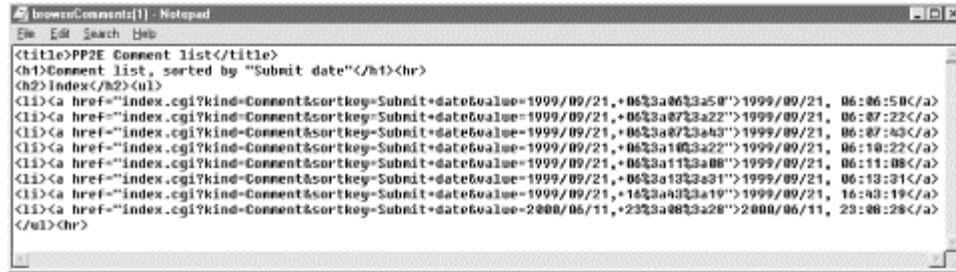 browserComments[1] - Notepad
File Edit Search Help
<title>PP2E Comment list</title>
<h1>Comment list, sorted by "Submit date"</h1><hr>
<h2>Index</h2><ul>
<li><a href="index.cgi?kind=Comment&sortkey=Submit+date&value=1999/09/21,+06%3a06%3a50">1999/09/21, 06:06:50</a>
<li><a href="index.cgi?kind=Comment&sortkey=Submit+date&value=1999/09/21,+06%3a07%3a22">1999/09/21, 06:07:22</a>
<li><a href="index.cgi?kind=Comment&sortkey=Submit+date&value=1999/09/21,+06%3a07%3a43">1999/09/21, 06:07:43</a>
<li><a href="index.cgi?kind=Comment&sortkey=Submit+date&value=1999/09/21,+06%3a10%3a22">1999/09/21, 06:10:22</a>
<li><a href="index.cgi?kind=Comment&sortkey=Submit+date&value=1999/09/21,+06%3a11%3a08">1999/09/21, 06:11:08</a>
<li><a href="index.cgi?kind=Comment&sortkey=Submit+date&value=1999/09/21,+06%3a13%3a31">1999/09/21, 06:13:31</a>
<li><a href="index.cgi?kind=Comment&sortkey=Submit+date&value=1999/09/21,+16%3a43%3a19">1999/09/21, 16:43:19</a>
<li><a href="index.cgi?kind=Comment&sortkey=Submit+date&value=2000/06/11,+23%3a08%3a28">2000/06/11, 23:08:28</a>
</ul><hr>